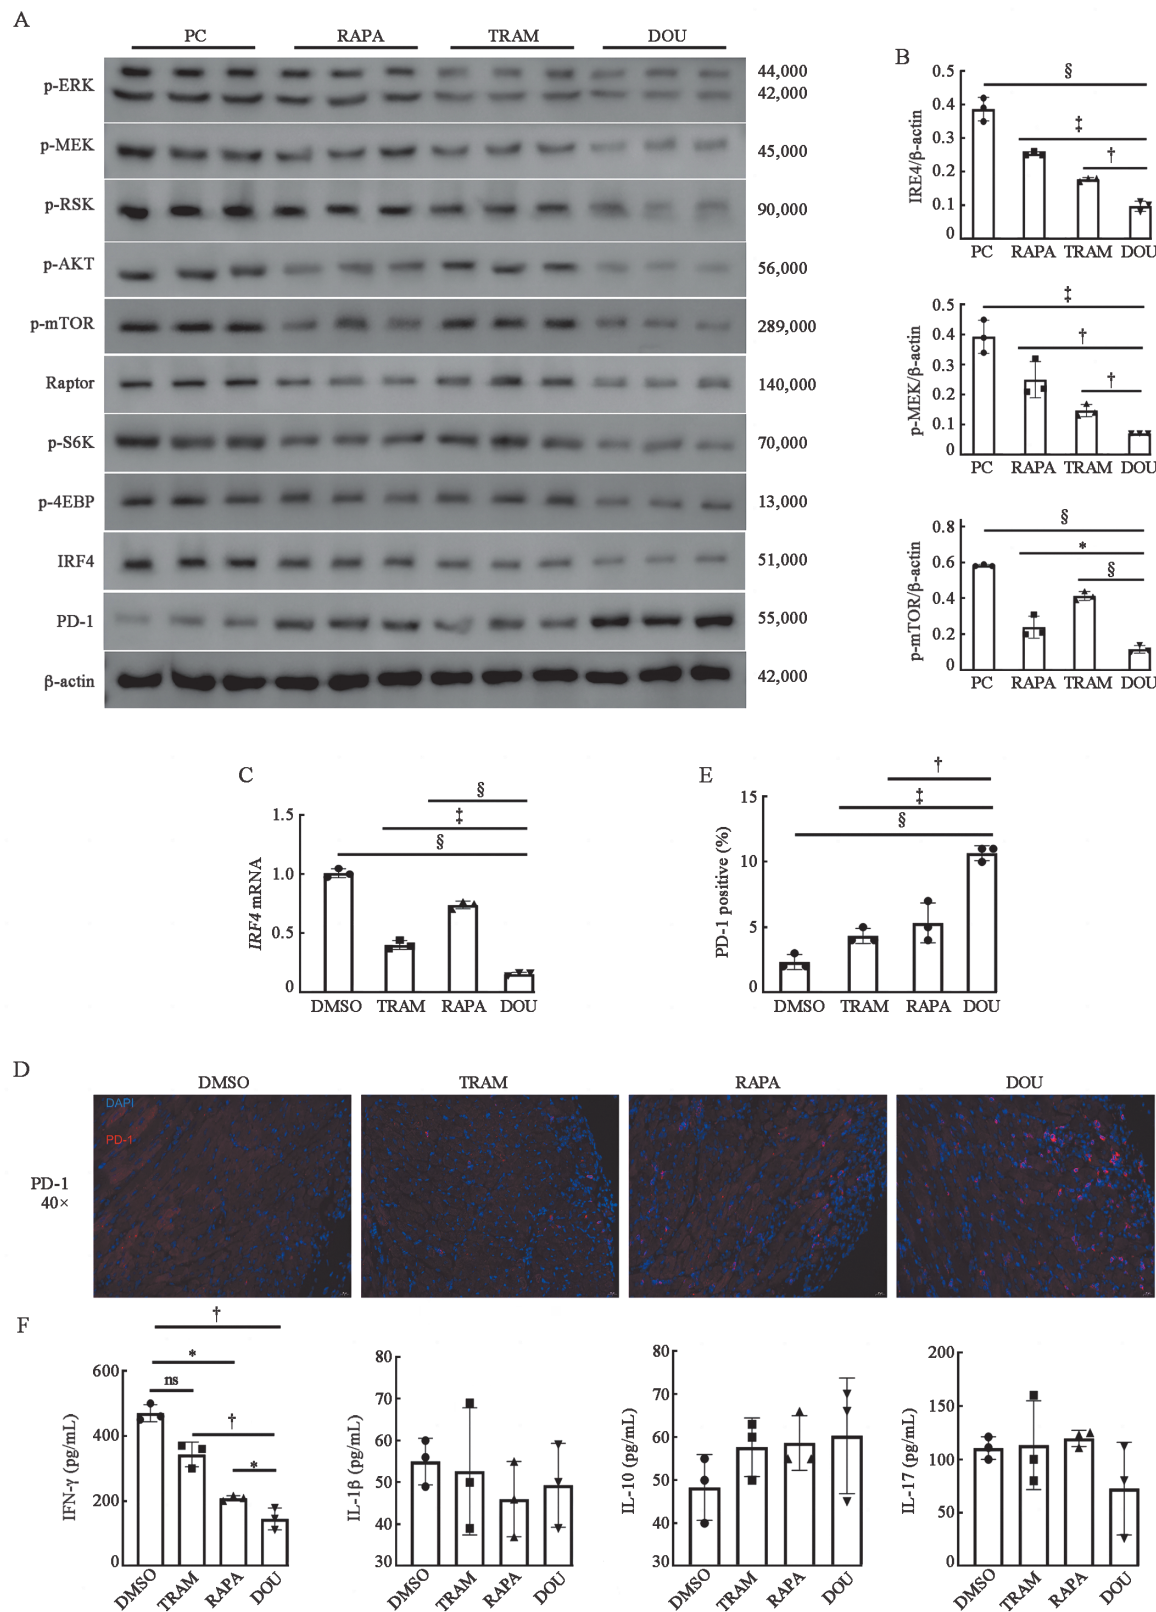 A
PC RAPA TRAM DOU
p-ERK 44,000
42,000
p-MEK 45,000
p-RSK 90,000
p-AKT 56,000
p-mTOR 289,000
Raptor 140,000
p-S6K 70,000
p-4EBP 13,000
IRF4 51,000
PD-1 55,000
β-actin 42,000
B
IRE4/β-actin
0.5
0.4
0.3
0.2
0.1
0
§
‡
†
PC RAPA TRAM DOU
p-MEK/β-actin
0.5
0.4
0.3
0.2
0.1
0
‡
†
†
PC RAPA TRAM DOU
p-mTOR/β-actin
0.8
0.6
0.4
0.2
0
§
*
§
PC RAPA TRAM DOU
C
IRF4 mRNA
1.5
1.0
0.5
0
§
‡
§
DMSO TRAM RAPA DOU
E
PD-1 positive (%)
15
10
5
0
†
‡
§
DMSO TRAM RAPA DOU
D
DMSO TRAM RAPA DOU
DAPI
PD-1
PD-1
40×
F
IFN-γ (pg/mL)
600
400
200
0
†
*
ns
†
*
DMSO TRAM RAPA DOU
IL-1β (pg/mL)
80
70
60
50
40
30
DMSO TRAM RAPA DOU
IL-10 (pg/mL)
80
70
60
50
40
30
DMSO TRAM RAPA DOU
IL-17 (pg/mL)
200
150
100
50
0
DMSO TRAM RAPA DOU